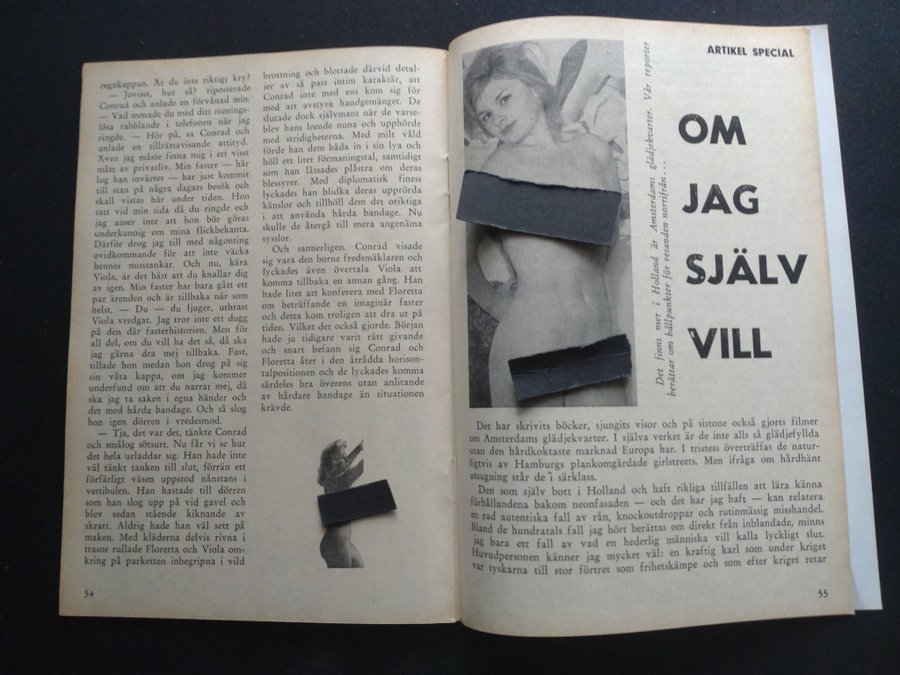 regnkappan. Är du inte riktigt kry?
— Jovisst, hur så? riposterade
Conrad och anlade en förvånad min.
— Vad menade du med ditt menings-
lösa rabblande i telefonen när jag
ringde. — Hör på, sa Conrad och
anlade en tillrättavisande attityd.
Även jag måste finna mig i ett visst
mått av privatliv. Min faster — här
log han invärtes — har just kommit
till stan på några dagars besök och
skall vistas här under tiden. Hon
satt vid min sida då du ringde och
jag anser inte att hon bör göras
underkunnig om mina flickbekanta.
Därför drog jag till med någonting
ovidkommande för att inte väcka
hennes misstankar. Och nu, kära
Viola, är det bäst att du knallar dig
av igen. Min faster har bara gått ett
par ärenden och är tillbaka när som
helst. — Du — du ljuger, utbrast
Viola vredgat. Jag tror inte ett dugg
på den där fasterhistorien. Men för
all del, om du vill ha det så, då ska
jag gärna dra mej tillbaka. Fast,
tillade hon medan hon drog på sig
sin våta kappa, om jag kommer
underfund om att du narrat mej, då
ska jag ta saken i egna händer och
det med hårda bandage. Och så slog
hon igen dörren i vredesmod.
— Tja, det var det, tänkte Conrad
och smålog sötsurt. Nu får vi se hur
det hela urladdar sig. Han hade inte
väl tänkt tanken till slut, förrän ett
förfärligt väsen uppstod nånstans i
vestibulen. Han hastade till dörren
som han slog upp på vid gavel och
blev sedan stående kiknande av
skratt. Aldrig hade han väl sett på
maken. Med kläderna delvis rivna i
trasor rullade Floretta och Viola om-
kring på parketten inbegripna i vild
54
brottning och blottade därvid detal-
jer av så pass intim karaktär, att
Conrad inte med ens kom sig för
med att avstyra handgemänget. De
slutade dock självmant när de varse-
blev hans leende nuna och upphörde
med stridigheterna. Med milt våld
förde han dem båda in i sin lya och
höll ett litet förmaningstal, samtidigt
som han låtsades plåstra om deras
blessyrer. Med diplomatisk finess
lyckades han blidka deras upprörda
känslor och tillhöll dem det oriktiga
i att använda hårda bandage. Nu
skulle de återgå till mera angenäma
sysslor.
Och sannerligen. Conrad visade
sig vara den borne fredsmäklaren och
lyckades även övertala Viola att
komma tillbaka en annan gång. Han
hade litet att konferera med Floretta
om beträffande en imaginär faster
och detta kom troligen att dra ut på
tiden. Vilket det också gjorde. Början
hade ju tidigare varit rätt givande
och snart befann sig Conrad och
Floretta åter i den åtrådda horison-
talpositionen och de lyckades komma
särdeles bra överens utan anlitande
av hårdare bandage än situationen
krävde.
ARTIKEL SPECIAL
OM
JAG
SJÄLV
VILL
Det finns mer i Holland är Amsterdams glädjekvarter. Vår reporter
berättar om hållpunkter för resanden norrifrån . . .
Det har skrivits böcker, sjungits visor och på sistone också gjorts filmer
om Amsterdams glädjekvarter. I själva verket är de inte alls så glädjefyllda
utan den hårdkoktaste marknad Europa har. I tristess överträffas de natur-
ligtvis av Hamburgs plankomgärdade girlstreets. Men ifråga om hårdhänt
utsugning står de i särklass.
Den som själv bott i Holland och haft rikliga tillfällen att lära känna
förhållandena bakom neonfasaden — och det har jag haft — kan relatera
en rad autentiska fall av rån, knockoutdroppar och rutinmässig misshandel.
Bland de hundratals fall jag hört berättas om direkt från inblandade, minns
jag bara ett fall av vad en hederlig människa vill kalla lyckligt slut.
Huvudpersonen känner jag mycket väl: en kraftig karl som under kriget
var tyskarna till stor förtret som frihetskämpe och som efter kriget retar
55